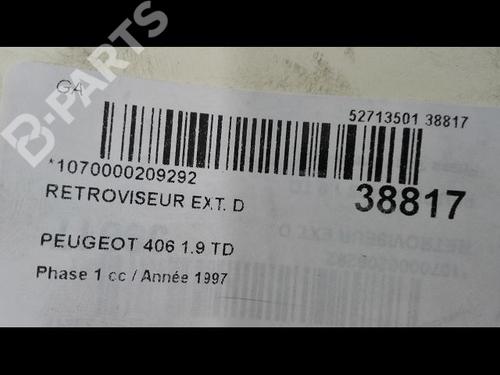 B-PARTS
GA
52713501 38817
*1070000209292
38817
RETROVISEUR EXT. D
PEUGEOT 406 1.9 TD
Phase 1 cc / Année 1997